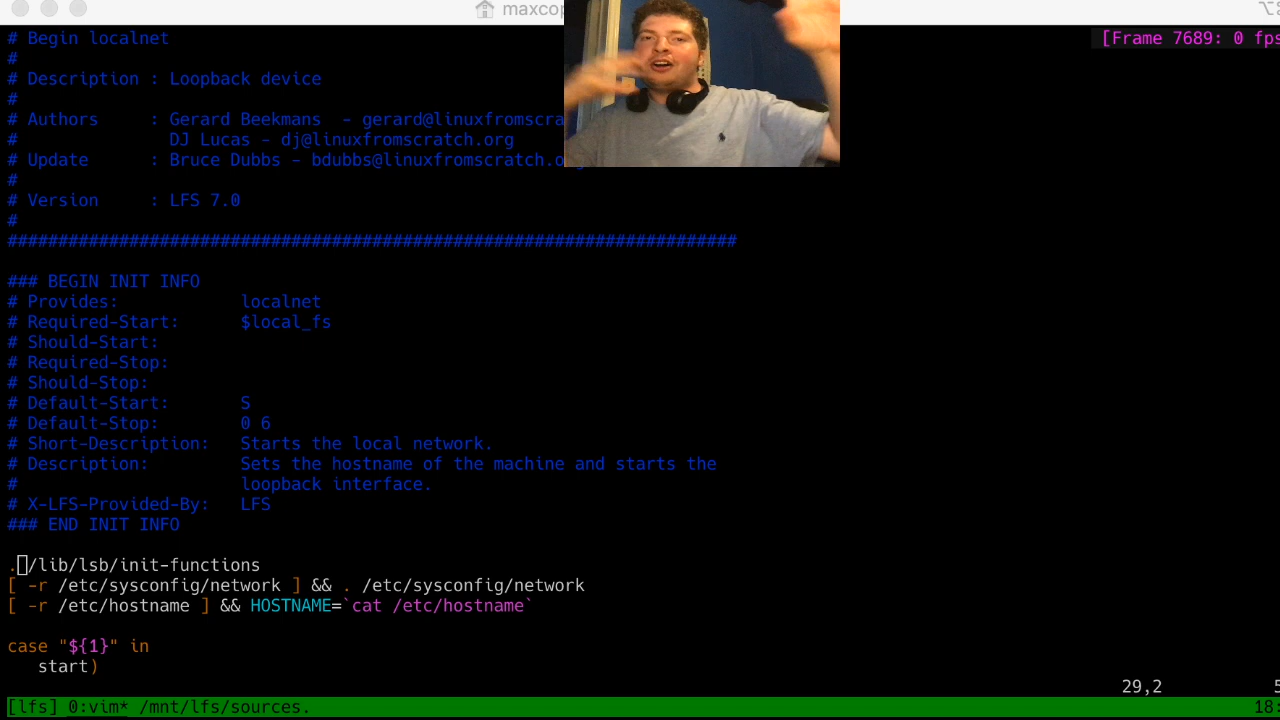 maxcop
# Begin localnet
[Frame 7689: 0 fps
#
# Description : Loopback device
#
# Authors     : Gerard Beekmans  - gerard@linuxfromscra
#               DJ Lucas - dj@linuxfromscratch.org
# Update      : Bruce Dubbs - bdubbs@linuxfromscratch.org
#
# Version     : LFS 7.0
#
########################################################################
### BEGIN INIT INFO
# Provides:            localnet
# Required-Start:      $local_fs
# Should-Start:
# Required-Stop:
# Should-Stop:
# Default-Start:       S
# Default-Stop:        0 6
# Short-Description:   Starts the local network.
# Description:         Sets the hostname of the machine and starts the
#                      loopback interface.
# X-LFS-Provided-By:   LFS
### END INIT INFO
. /lib/lsb/init-functions
[ -r /etc/sysconfig/network ] && . /etc/sysconfig/network
[ -r /etc/hostname ] && HOSTNAME=`cat /etc/hostname`
case "${1}" in
   start)
29,2 5
[lfs] 0:vim* /mnt/lfs/sources. 18: